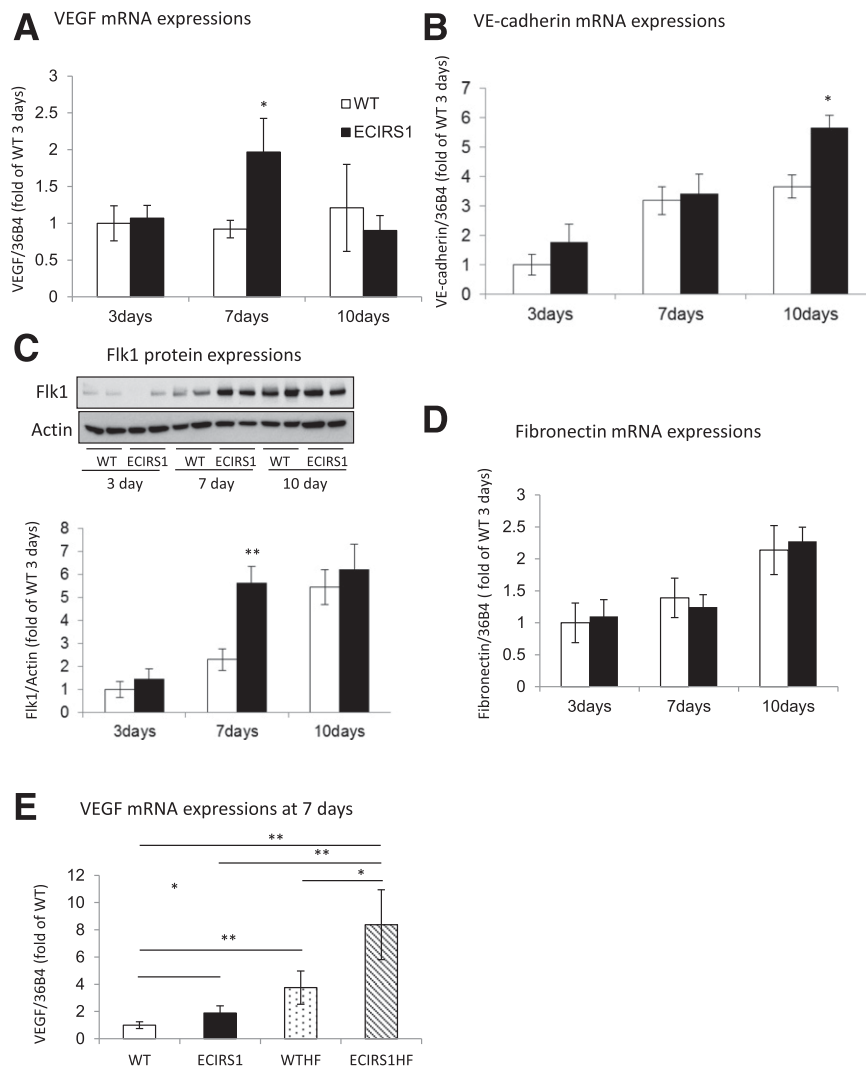 A
VEGF mRNA expressions
VEGF/36B4 (fold of WT 3 days)
3
2.5
2
1.5
1
0.5
0
*
WT
ECIRS1
3days
7days
10days
B
VE-cadherin mRNA expressions
VE-cadherin/36B4 (fold of WT 3 days)
7
6
5
4
3
2
1
0
*
3days
7days
10days
C
Flk1 protein expressions
Flk1
Actin
WT ECIRS1 WT ECIRS1 WT ECIRS1
3 day 7 day 10 day
Flk1/Actin (fold of WT 3 days)
8
7
6
5
4
3
2
1
0
**
3days
7days
10days
D
Fibronectin mRNA expressions
Fibronectin/36B4 ( fold of WT 3 days)
3
2.5
2
1.5
1
0.5
0
3days
7days
10days
E
VEGF mRNA expressions at 7 days
VEGF/36B4 (fold of WT)
12
10
8
6
4
2
0
**
**
*
*
**
WT
ECIRS1
WTHF
ECIRS1HF